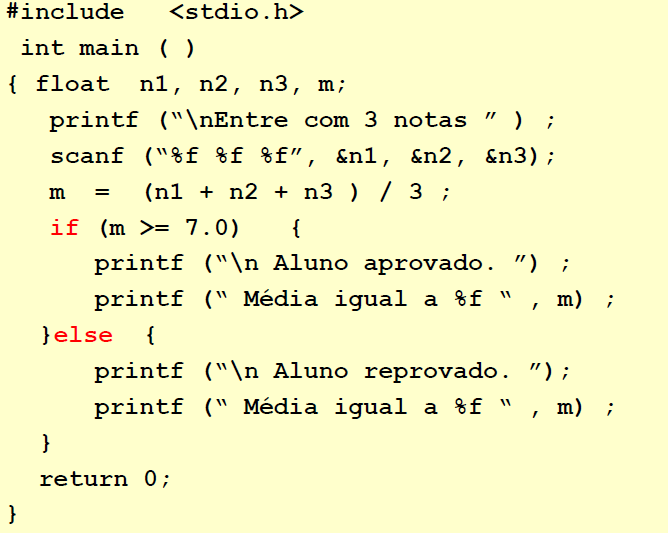 #include   <stdio.h>
 int main ( )
{ float  n1, n2, n3, m;
   printf (“\nEntre com 3 notas ” ) ;
   scanf (“%f %f %f”, &n1, &n2, &n3);
   m  =  (n1 + n2 + n3 ) / 3 ;
   if (m >= 7.0)   {
      printf (“\n Aluno aprovado. ”) ;
      printf (“ Média igual a %f “ , m) ;
  }else  {
      printf (“\n Aluno reprovado. ”);
      printf (“ Média igual a %f “ , m) ;
  }
  return 0;
}